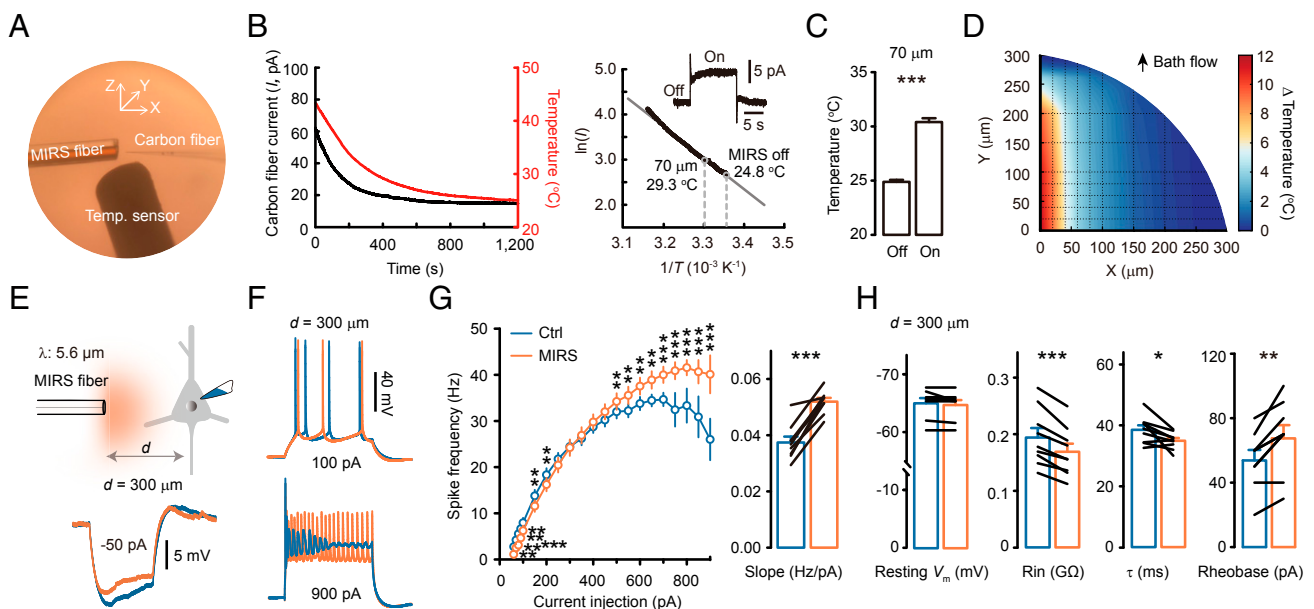 A
Z
Y
X
MIRS fiber
Carbon fiber
Temp. sensor
B
Carbon fiber current (I, pA)
100
80
60
40
20
0
0
400
800
1,200
Time (s)
50
40
30
20
Temperature
(°C)
ln(I)
5.0
4.0
3.0
2.0
3.1
3.2
3.3
3.4
3.5
1/T (10⁻³ K⁻¹)
On
Off
5 pA
5 s
70 μm
29.3 °C
MIRS off
24.8 °C
C
70 μm
***
Temperature (°C)
35
30
25
20
Off
On
D
Bath flow
Y (μm)
300
250
200
150
100
50
0
0
50
100
150
200
250
300
X (μm)
12
10
8
6
4
2
0
Δ Temperature (°C)
E
λ: 5.6 μm
MIRS fiber
d
d = 300 μm
-50 pA
5 mV
F
d = 300 μm
40 mV
100 pA
900 pA
G
Ctrl
MIRS
Spike frequency (Hz)
50
40
30
20
10
0
0
200
400
600
800
Current injection (pA)
***
0.06
0.04
0.02
0.00
Slope (Hz/pA)
H
d = 300 μm
-70
-60
-10
0
Resting Vm (mV)
***
0.3
0.2
0.1
0
Rin (GΩ)
*
60
40
20
0
τ (ms)
**
120
80
40
0
Rheobase (pA)